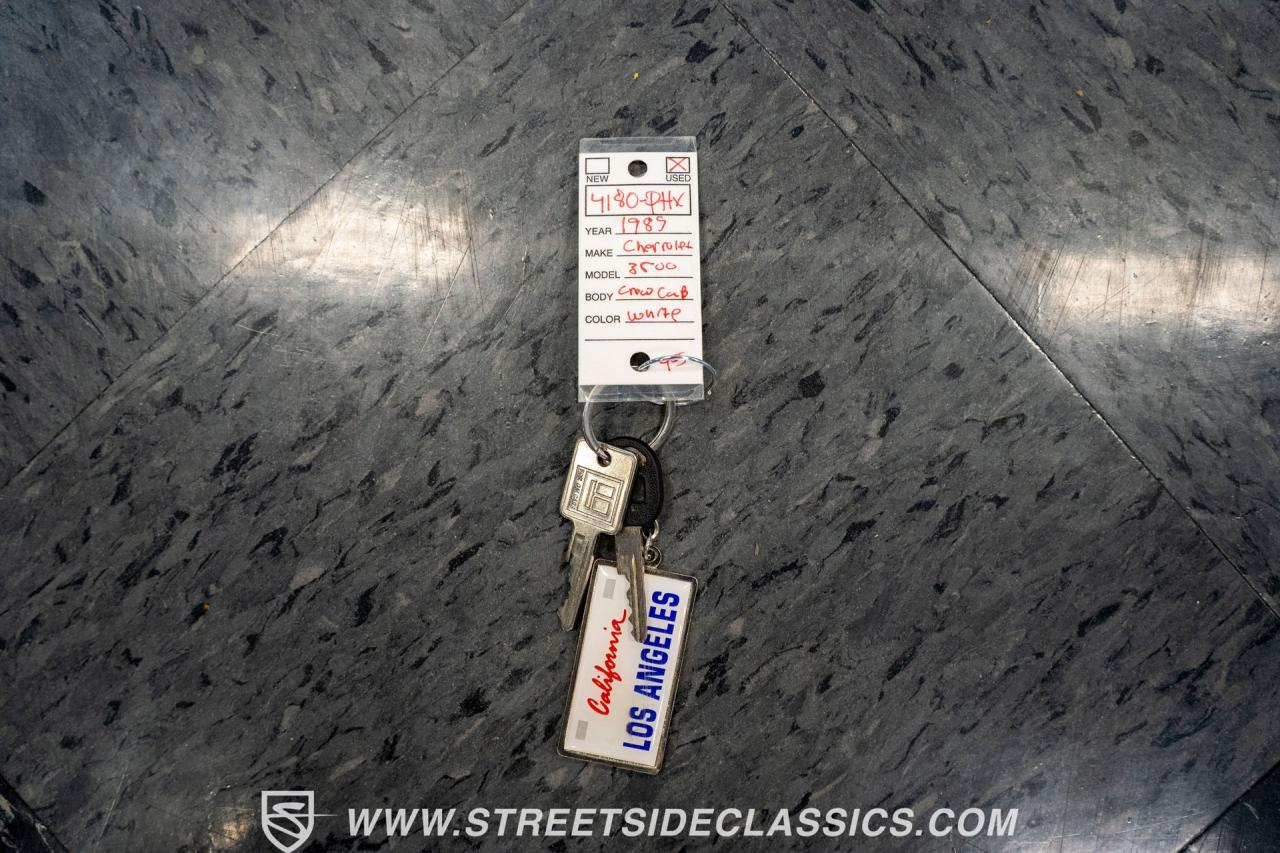 NEW USED
4180-PHX
YEAR 1989
MAKE Chevrolet
MODEL 3500
BODY Crew Cab
COLOR White
California
LOS ANGELES
WWW.STREETSIDECLASSICS.COM